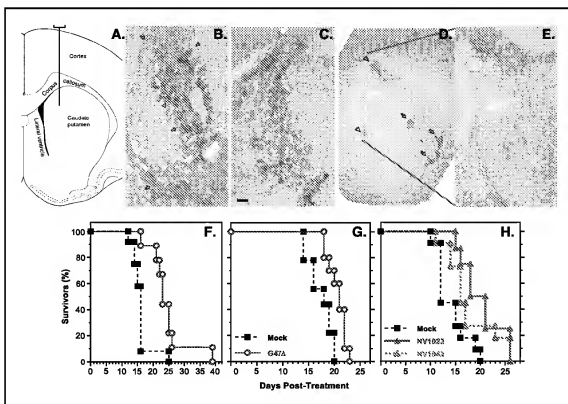 A.
B.
C.
D.
E.
Cortex
Corpus callosum
Lateral ventricle
Caudate
putamen
F.
G.
H.
Survivors (%)
100
80
60
40
20
0
0 5 10 15 20 25 30 35 40
0 5 10 15 20 25
0 5 10 15 20 25
Mock
G47Δ
Mock
NV1023
NV1042
Days Post-Treatment